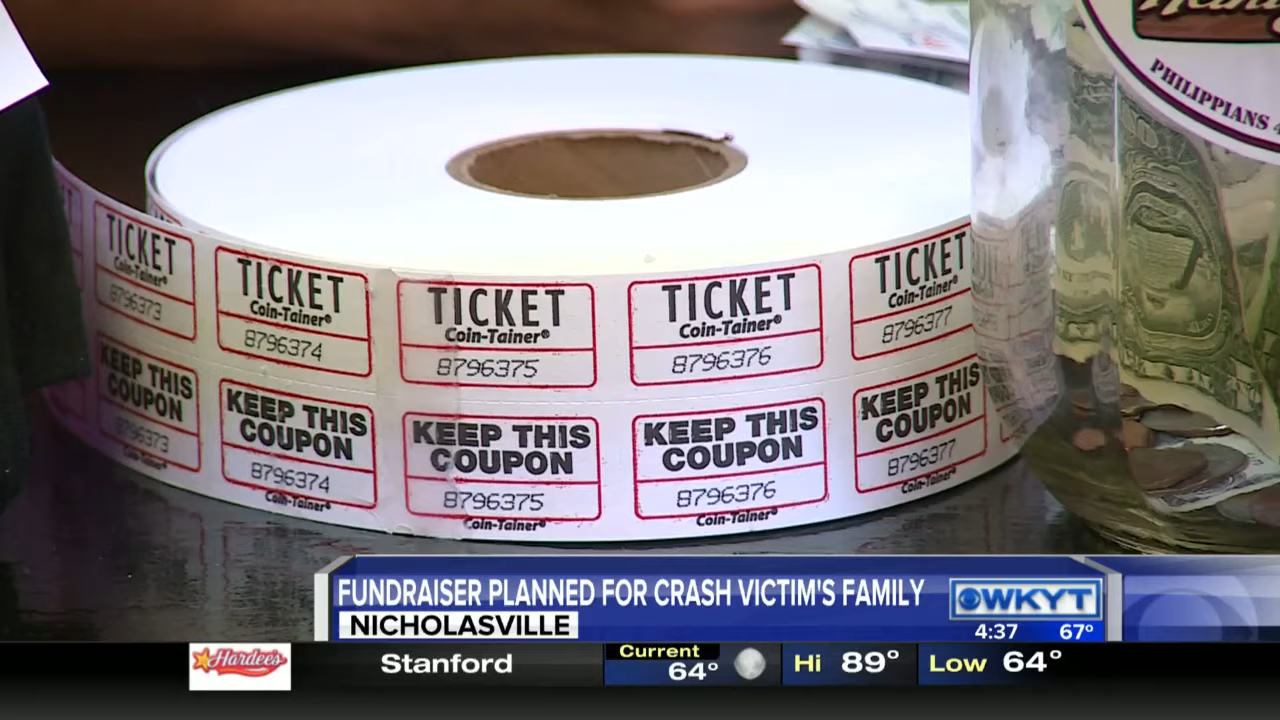 PHILIPPIANS
TICKET
Coin-Tainer®
8796373
KEEP THIS
COUPON
8796373
Coin-Tainer®
TICKET
Coin-Tainer®
8796374
KEEP THIS
COUPON
8796374
Coin-Tainer®
TICKET
Coin-Tainer®
8796375
KEEP THIS
COUPON
8796375
Coin-Tainer®
TICKET
Coin-Tainer®
8796376
KEEP THIS
COUPON
8796376
Coin-Tainer®
TICKET
Coin-Tainer®
8796377
KEEP THIS
COUPON
8796377
Coin-Tainer®
FUNDRAISER PLANNED FOR CRASH VICTIM'S FAMILY
WKYT
NICHOLASVILLE
4:37 67°
Hardee's
Stanford
Current
64°
Hi 89°
Low 64°